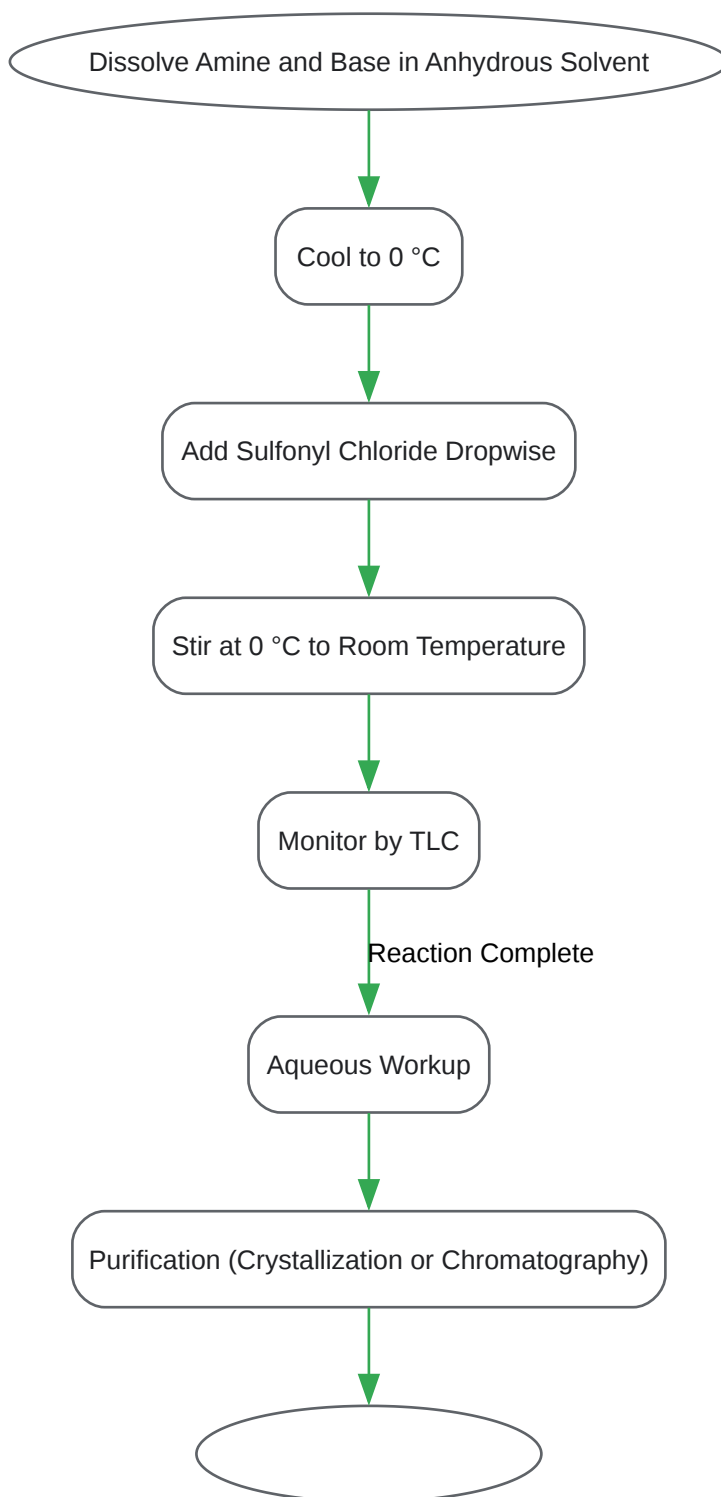 Dissolve Amine and Base in Anhydrous Solvent
Cool to 0 °C
Add Sulfonyl Chloride Dropwise
Stir at 0 °C to Room Temperature
Monitor by TLC
Reaction Complete
Aqueous Workup
Purification (Crystallization or Chromatography)